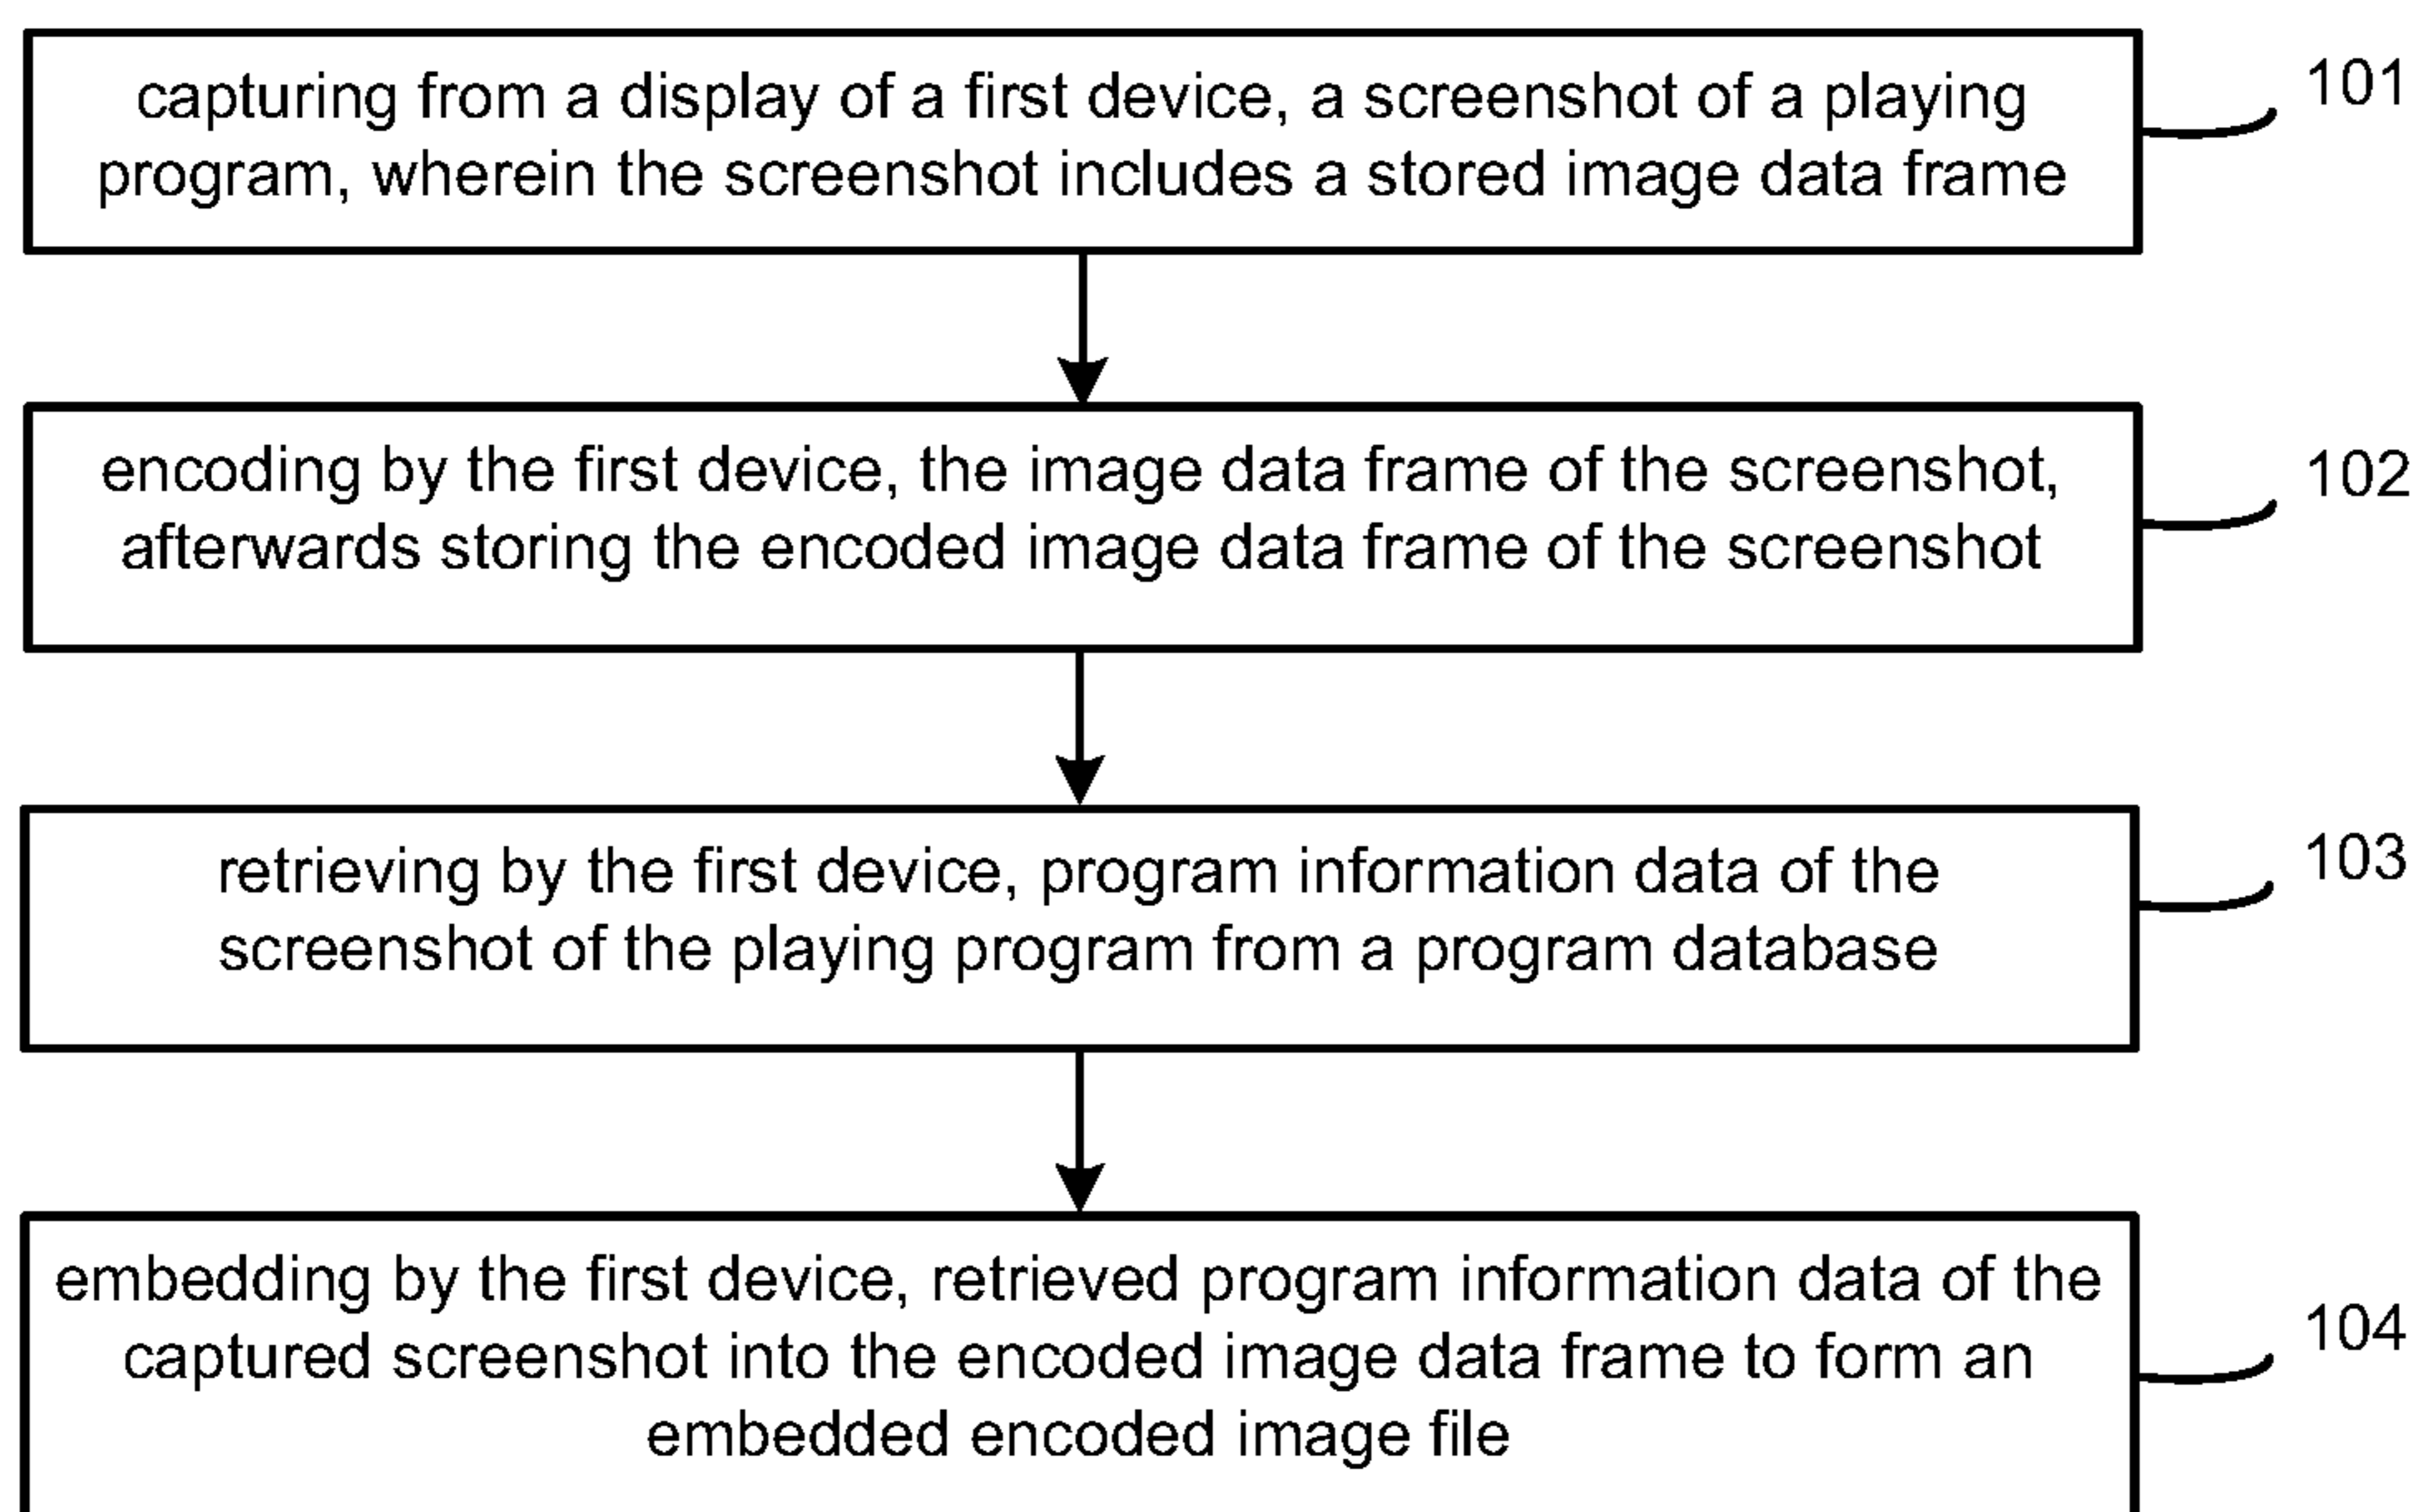 capturing from a display of a first device, a screenshot of a playing
program, wherein the screenshot includes a stored image data frame
101
encoding by the first device, the image data frame of the screenshot,
afterwards storing the encoded image data frame of the screenshot
102
retrieving by the first device, program information data of the
screenshot of the playing program from a program database
103
embedding by the first device, retrieved program information data of the
captured screenshot into the encoded image data frame to form an
embedded encoded image file
104